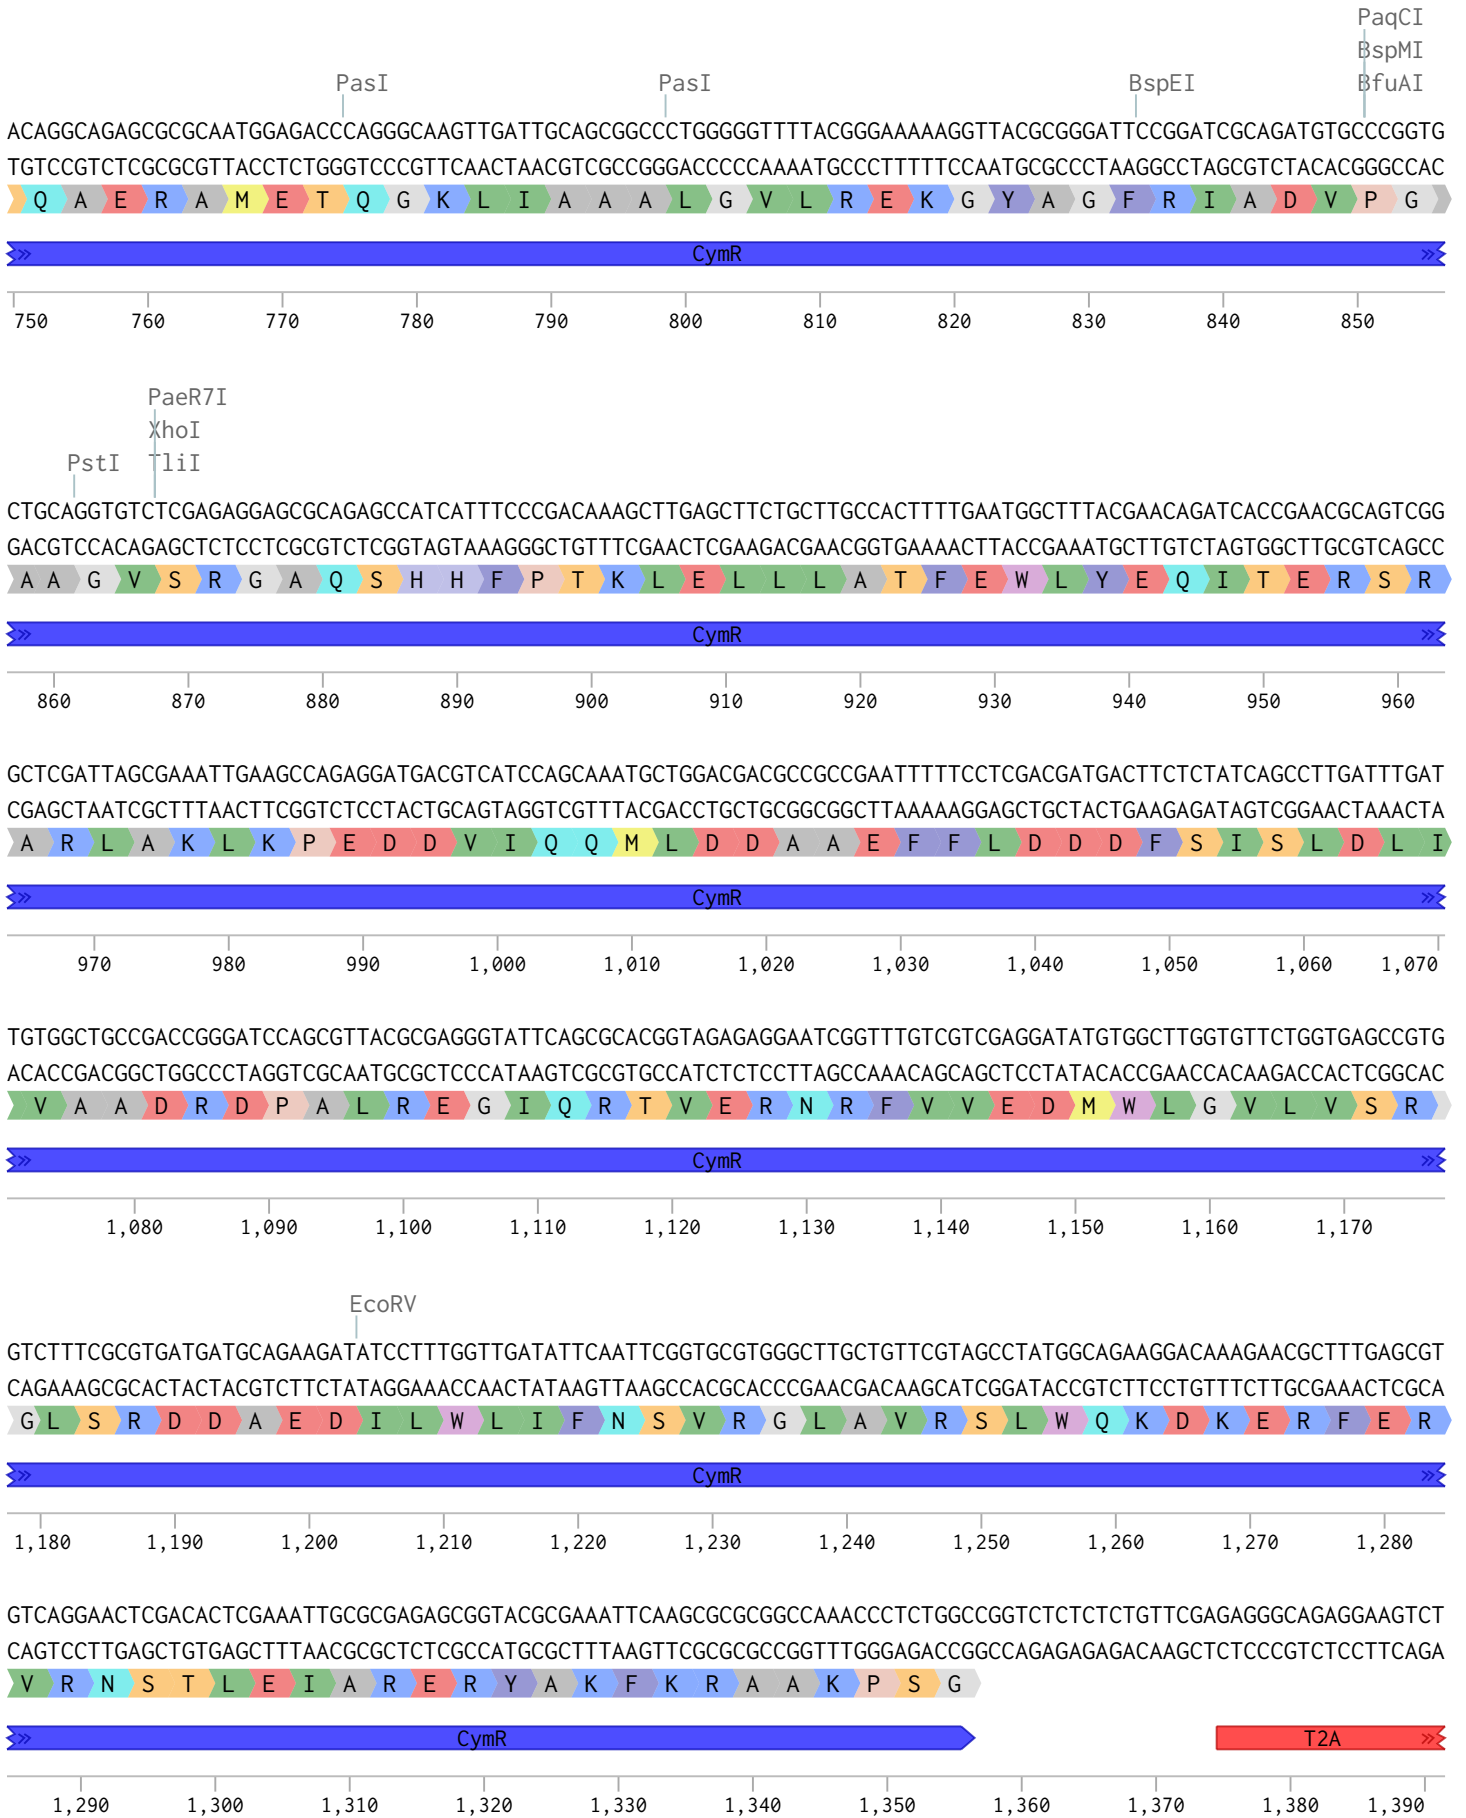 PaqCI
BspMI
PasI PasI BspEI BfuAI
ACAGGCAGAGCGCGCAATGGAGACCCAGGGCAAGTTGATTGCAGCGGCCCTGGGGGTTTTACGGGAAAAAGGTTACGCGGGATTCCGGATCGCAGATGTGCCCGGTG
TGTCCGTCTCGCGCGTTACCTCTGGGTCCCGTTCAACTAACGTCGCCGGGACCCCCAAAATGCCCTTTTTCCAATGCGCCCTAAGGCCTAGCGTCTACACGGGCCAC
Q A E R A M E T Q G K L I A A A L G V L R E K G Y A G F R I A D V P G
CymR
750 760 770 780 790 800 810 820 830 840 850
PaeR7I
XhoI
PstI TliI
CTGCAGGTGTCTCGAGAGGAGCGCAGAGCCATCATTTCCCGACAAAGCTTGAGCTTCTGCTTGCCACTTTTGAATGGCTTTACGAACAGATCACCGAACGCAGTCGG
GACGTCCACAGAGCTCTCCTCGCGTCTCGGTAGTAAAGGGCTGTTTCGAACTCGAAGACGAACGGTGAAAACTTACCGAAATGCTTGTCTAGTGGCTTGCGTCAGCC
A A G V S R G A Q S H H F P T K L E L L L A T F E W L Y E Q I T E R S R
CymR
860 870 880 890 900 910 920 930 940 950 960
GCTCGATTAGCGAAATTGAAGCCAGAGGATGACGTCATCCAGCAAATGCTGGACGACGCCGCCGAATTTTTCCTCGACGATGACTTCTCTATCAGCCTTGATTTGAT
CGAGCTAATCGCTTTAACTTCGGTCTCCTACTGCAGTAGGTCGTTTACGACCTGCTGCGGCGGCTTAAAAAGGAGCTGCTACTGAAGAGATAGTCGGAACTAAACTA
A R L A K L K P E D D V I Q Q M L D D A A E F F L D D D F S I S L D L I
CymR
970 980 990 1,000 1,010 1,020 1,030 1,040 1,050 1,060 1,070
TGTGGCTGCCGACCGGGATCCAGCGTTACGCGAGGGTATTCAGCGCACGGTAGAGAGGAATCGGTTTGTCGTCGAGGATATGTGGCTTGGTGTTCTGGTGAGCCGTG
ACACCGACGGCTGGCCCTAGGTCGCAATGCGCTCCCATAAGTCGCGTGCCATCTCTCCTTAGCCAAACAGCAGCTCCTATACACCGAACCACAAGACCACTCGGCAC
V A A D R D P A L R E G I Q R T V E R N R F V V E D M W L G V L V S R
CymR
1,080 1,090 1,100 1,110 1,120 1,130 1,140 1,150 1,160 1,170
EcoRV
GTCTTTCGCGTGATGATGCAGAAGATATCCTTTGGTTGATATTCAATTCGGTGCGTGGGCTTGCTGTTCGTAGCCTATGGCAGAAGGACAAAGAACGCTTTGAGCGT
CAGAAAGCGCACTACTACGTCTTCTATAGGAAACCAACTATAAGTTAAGCCACGCACCCGAACGACAAGCATCGGATACCGTCTTCCTGTTTCTTGCGAAACTCGCA
G L S R D D A E D I L W L I F N S V R G L A V R S L W Q K D K E R F E R
CymR
1,180 1,190 1,200 1,210 1,220 1,230 1,240 1,250 1,260 1,270 1,280
GTCAGGAACTCGACACTCGAAATTGCGCGAGAGCGGTACGCGAAATTCAAGCGCGCGGCCAAACCCTCTGGCCGGTCTCTCTCTGTTCGAGAGGGCAGAGGAAGTCT
CAGTCCTTGAGCTGTGAGCTTTAACGCGCTCTCGCCATGCGCTTTAAGTTCGCGCGCCGGTTTGGGAGACCGGCCAGAGAGAGACAAGCTCTCCCGTCTCCTTCAGA
V R N S T L E I A R E R Y A K F K R A A K P S G
CymR T2A
1,290 1,300 1,310 1,320 1,330 1,340 1,350 1,360 1,370 1,380 1,390